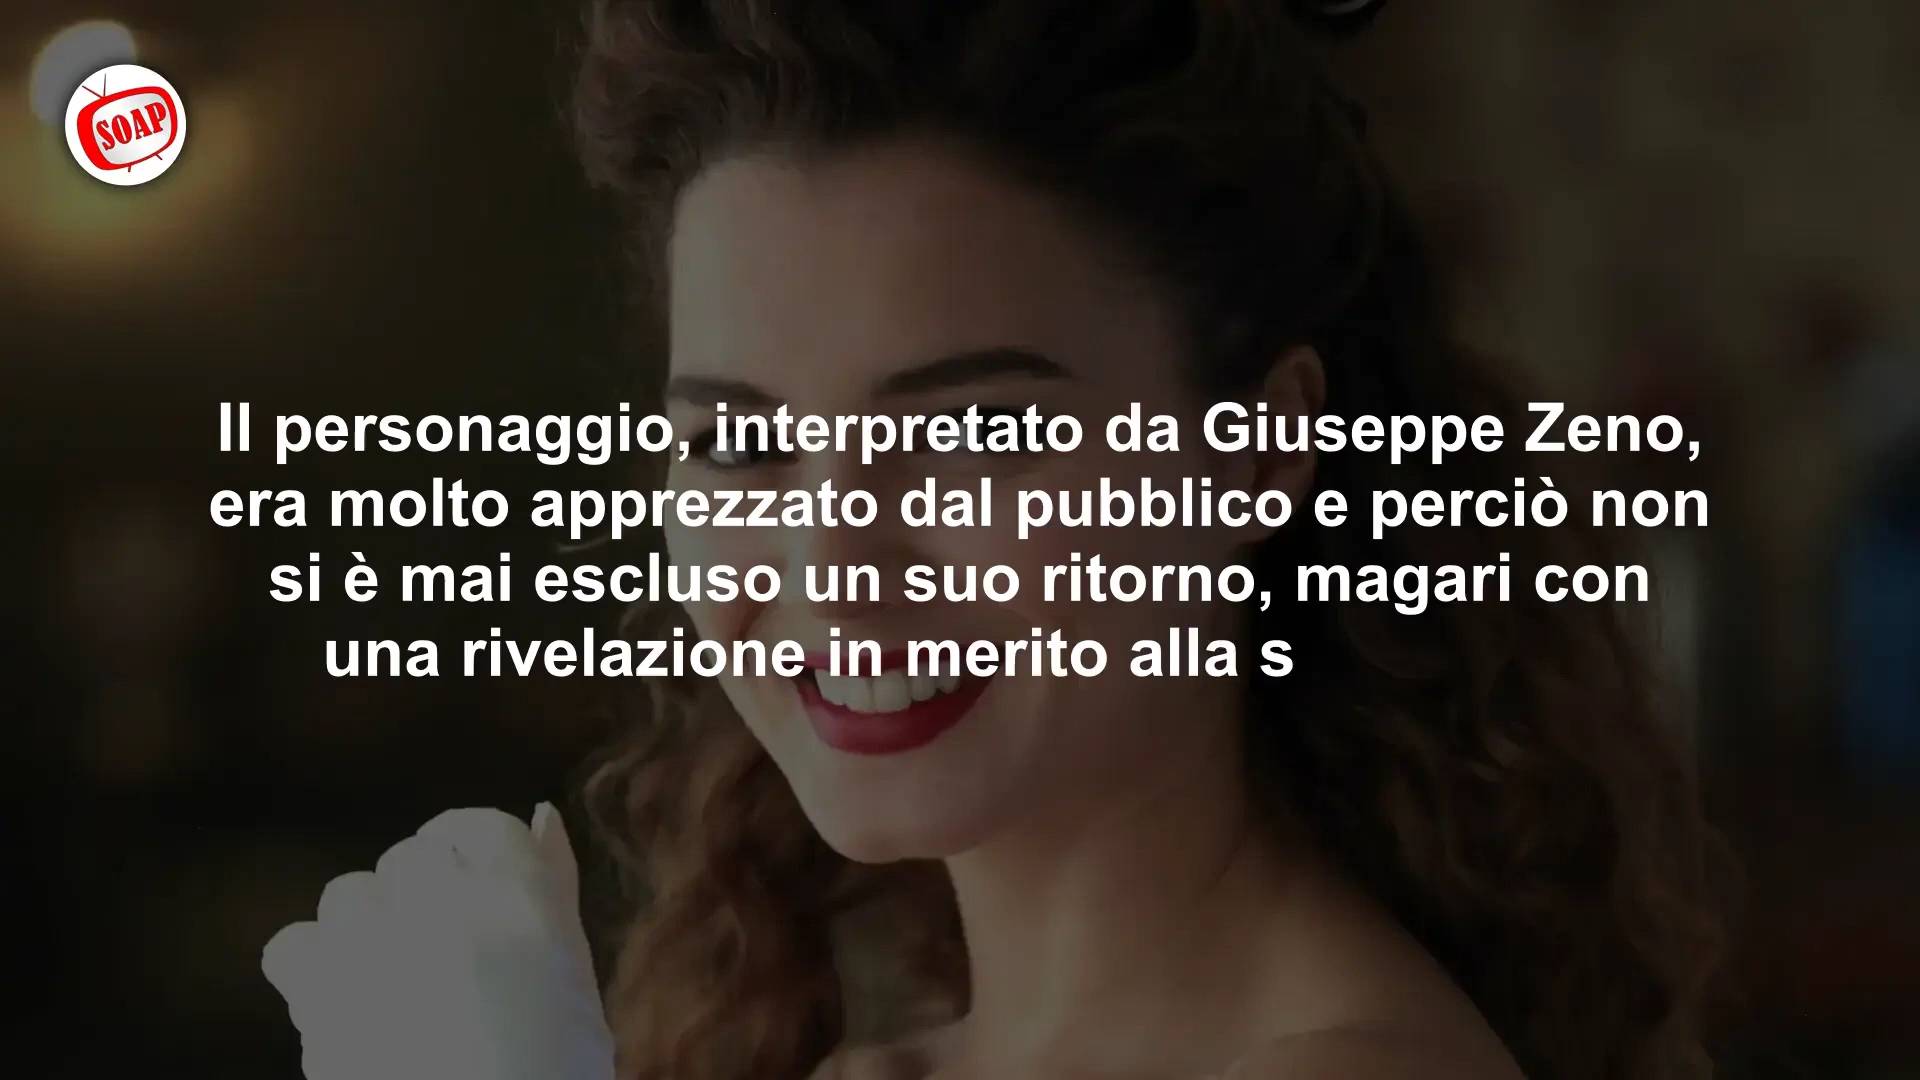 SOAP
Il personaggio, interpretato da Giuseppe Zeno,
era molto apprezzato dal pubblico e perciò non
si è mai escluso un suo ritorno, magari con
una rivelazione in merito alla s